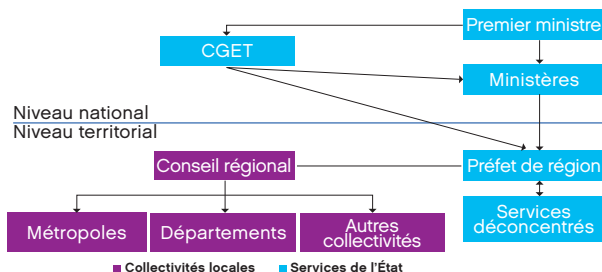 Premier ministre
CGET
Ministères
Niveau national
Niveau territorial
Conseil régional
Préfet de région
Métropoles
Départements
Autres
collectivités
Services
déconcentrés
Collectivités locales
Services de l'État